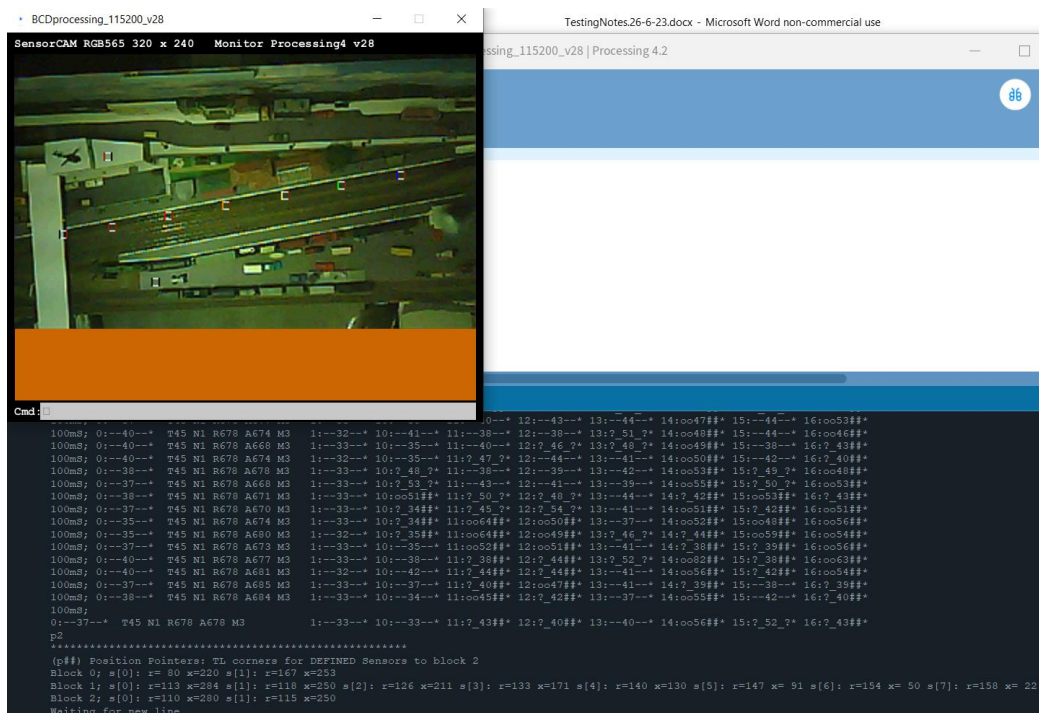 BCDprocessing_115200_v28
TestingNotes.26-6-23.docx - Microsoft Word non-commercial use
SensorCAM RGB565 320 x 240 Monitor Processing4 v28
essing_115200_v28 | Processing 4.2
Cmd:
12:--43--* 13:--44--* 14:oo47##* 15:--44--* 16:oo53##*
100mS; 0:--40--* T45 N1 R678 A674 M3 1:--32--* 10:--41--* 11:--38--* 12:--38--* 13:?_51_?* 14:oo48##* 15:--44--* 16:oo46##*
100mS; 0:--40--* T45 N1 R678 A668 M3 1:--33--* 10:--35--* 11:--40--* 12:?_46_?* 13:?_48_?* 14:oo49##* 15:--38--* 16:?_43##*
100mS; 0:--40--* T45 N1 R678 A674 M3 1:--32--* 10:--35--* 11:?_47_?* 12:--44--* 13:--41--* 14:oo50##* 15:--42--* 16:?_40##*
100mS; 0:--38--* T45 N1 R678 A678 M3 1:--33--* 10:?_48_?* 11:--38--* 12:--39--* 13:--42--* 14:oo53##* 15:?_49_?* 16:oo48##*
100mS; 0:--37--* T45 N1 R678 A668 M3 1:--33--* 10:?_53_?* 11:--43--* 12:--41--* 13:--39--* 14:oo55##* 15:?_50_?* 16:oo53##*
100mS; 0:--38--* T45 N1 R678 A671 M3 1:--33--* 10:oo51##* 11:?_50_?* 12:?_48_?* 13:--44--* 14:?_42##* 15:oo53##* 16:?_43##*
100mS; 0:--37--* T45 N1 R678 A670 M3 1:--33--* 10:?_34##* 11:?_45_?* 12:?_54_?* 13:--41--* 14:oo51##* 15:?_42##* 16:oo51##*
100mS; 0:--35--* T45 N1 R678 A674 M3 1:--33--* 10:?_34##* 11:oo64##* 12:oo50##* 13:--37--* 14:oo52##* 15:oo48##* 16:oo56##*
100mS; 0:--35--* T45 N1 R678 A680 M3 1:--32--* 10:?_35##* 11:oo64##* 12:oo49##* 13:?_46_?* 14:?_44##* 15:oo59##* 16:oo54##*
100mS; 0:--37--* T45 N1 R678 A673 M3 1:--33--* 10:--35--* 11:oo52##* 12:oo51##* 13:--41--* 14:?_38##* 15:?_39##* 16:oo56##*
100mS; 0:--40--* T45 N1 R678 A677 M3 1:--33--* 10:--38--* 11:?_38##* 12:?_44##* 13:?_52_?* 14:oo82##* 15:?_38##* 16:oo63##*
100mS; 0:--40--* T45 N1 R678 A681 M3 1:--32--* 10:--42--* 11:?_44##* 12:?_44##* 13:--41--* 14:oo56##* 15:?_42##* 16:oo54##*
100mS; 0:--37--* T45 N1 R678 A685 M3 1:--33--* 10:--37--* 11:?_40##* 12:oo47##* 13:--41--* 14:?_39##* 15:--38--* 16:?_39##*
100mS; 0:--38--* T45 N1 R678 A684 M3 1:--33--* 10:--34--* 11:oo45##* 12:?_42##* 13:--37--* 14:oo55##* 15:--42--* 16:?_40##*
100mS;
0:--37--* T45 N1 R678 A678 M3 1:--33--* 10:--33--* 11:?_43##* 12:?_40##* 13:--40--* 14:oo56##* 15:?_52_?* 16:?_43##*
p2
******************************************************
(p##) Position Pointers: TL corners for DEFINED Sensors to block 2
Block 0; s[0]: r= 80 x=220 s[1]: r=167 x=253
Block 1; s[0]: r=113 x=284 s[1]: r=118 x=250 s[2]: r=126 x=211 s[3]: r=133 x=171 s[4]: r=140 x=130 s[5]: r=147 x= 91 s[6]: r=154 x= 50 s[7]: r=158 x= 22
Block 2; s[0]: r=110 x=280 s[1]: r=115 x=250
Waiting for new line